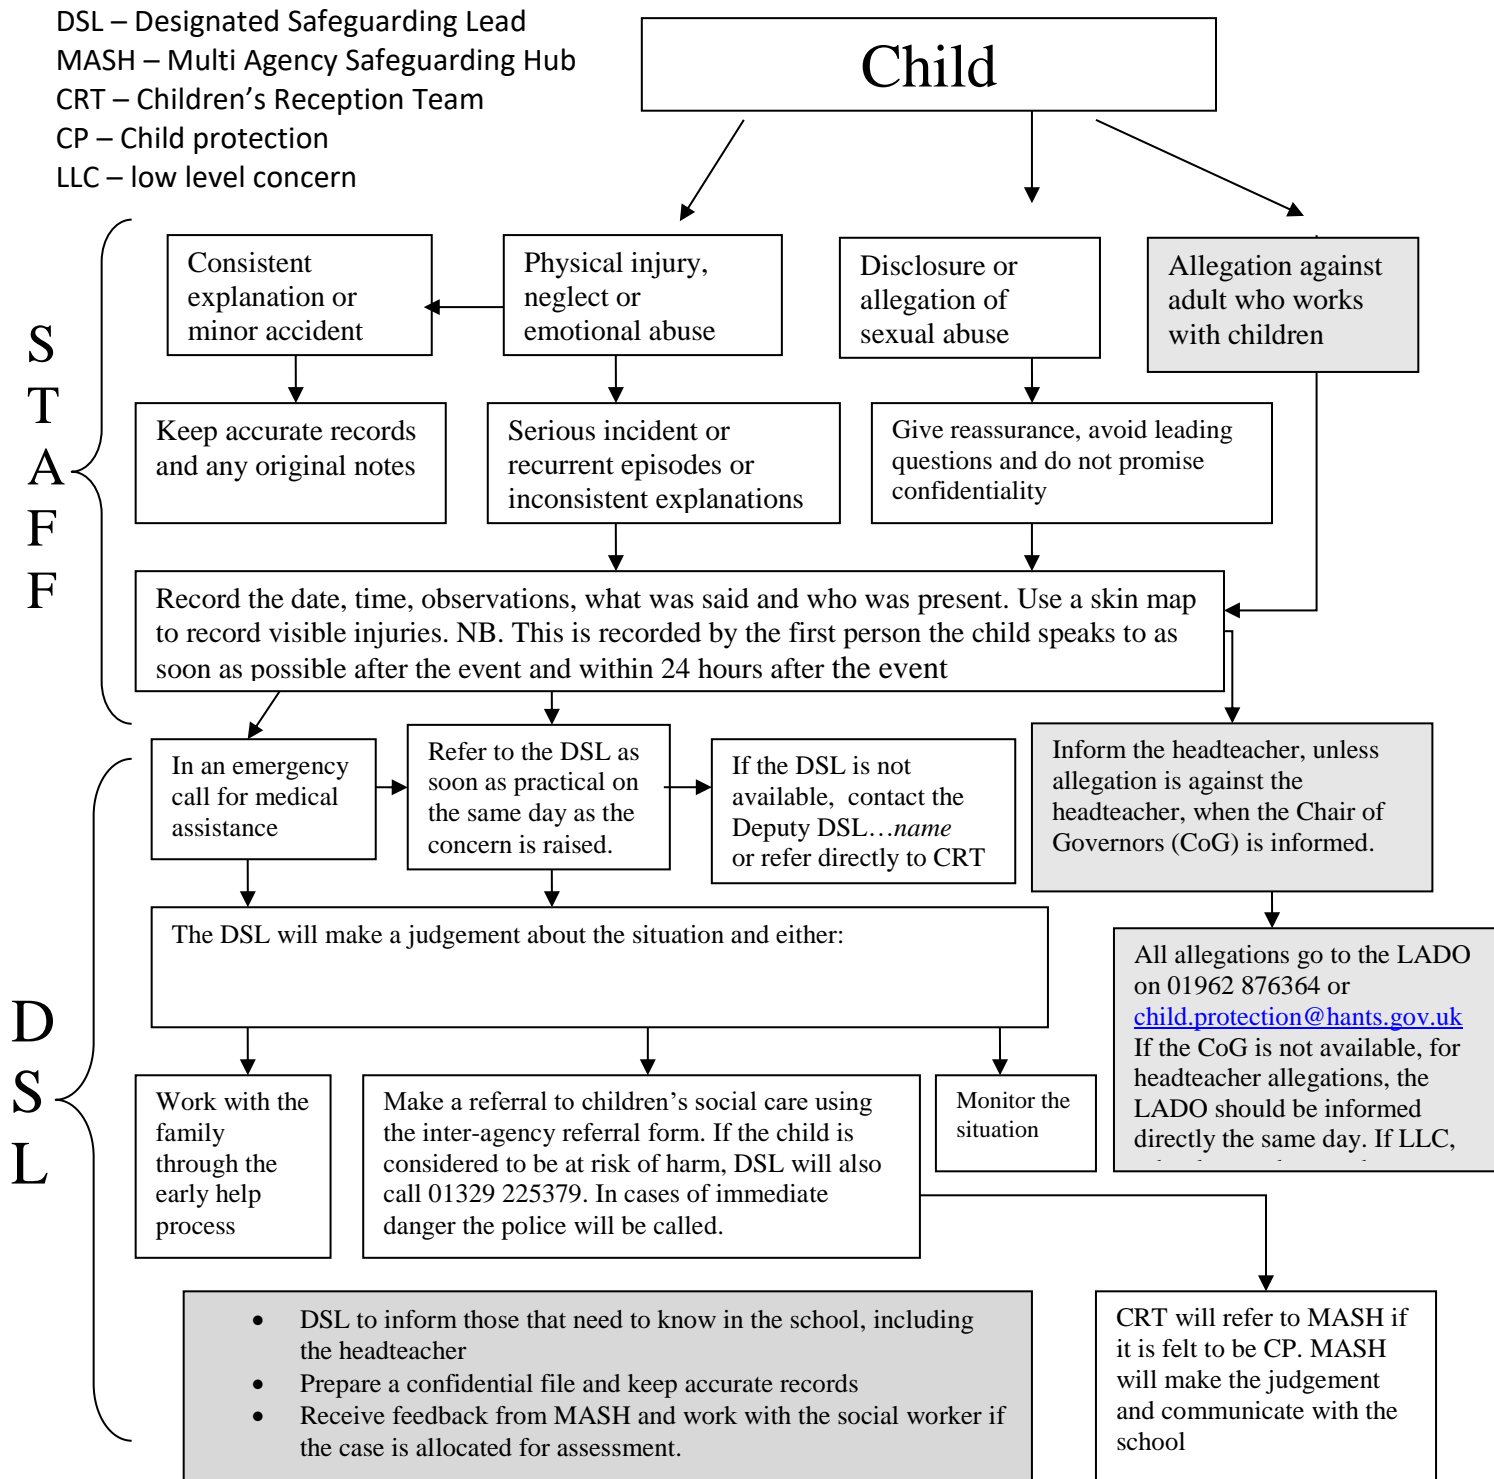 DSL – Designated Safeguarding Lead
MASH – Multi Agency Safeguarding Hub
CRT – Children's Reception Team
CP – Child protection
LLC – low level concern
Child
STAFF
Consistent
explanation or
minor accident
Physical injury,
neglect or
emotional abuse
Disclosure or
allegation of
sexual abuse
Allegation against
adult who works
with children
Keep accurate records
and any original notes
Serious incident or
recurrent episodes or
inconsistent explanations
Give reassurance, avoid leading
questions and do not promise
confidentiality
Record the date, time, observations, what was said and who was present. Use a skin map
to record visible injuries. NB. This is recorded by the first person the child speaks to as
soon as possible after the event and within 24 hours after the event
DSL
In an emergency
call for medical
assistance
Refer to the DSL as
soon as practical on
the same day as the
concern is raised.
If the DSL is not
available,  contact the
Deputy DSL…name
or refer directly to CRT
Inform the headteacher, unless
allegation is against the
headteacher, when the Chair of
Governors (CoG) is informed.
The DSL will make a judgement about the situation and either:
All allegations go to the LADO
on 01962 876364 or
child.protection@hants.gov.uk
If the CoG is not available, for
headteacher allegations, the
LADO should be informed
directly the same day. If LLC,
Work with the
family
through the
early help
process
Make a referral to children's social care using
the inter-agency referral form. If the child is
considered to be at risk of harm, DSL will also
call 01329 225379. In cases of immediate
danger the police will be called.
Monitor the
situation
• DSL to inform those that need to know in the school, including
the headteacher
• Prepare a confidential file and keep accurate records
• Receive feedback from MASH and work with the social worker if
the case is allocated for assessment.
CRT will refer to MASH if
it is felt to be CP. MASH
will make the judgement
and communicate with the
school